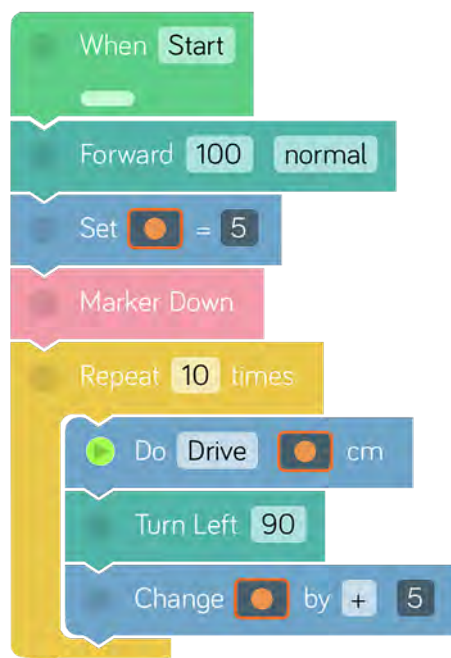 When Start
Forward 100 normal
Set = 5
Marker Down
Repeat 10 times
Do Drive cm
Turn Left 90
Change by + 5